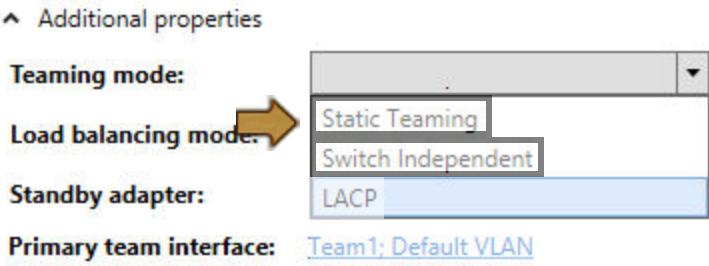 Additional properties
Teaming mode:
Static Teaming
Load balancing mode:
Switch Independent
Standby adapter:
LACP
Primary team interface: Team1; Default VLAN